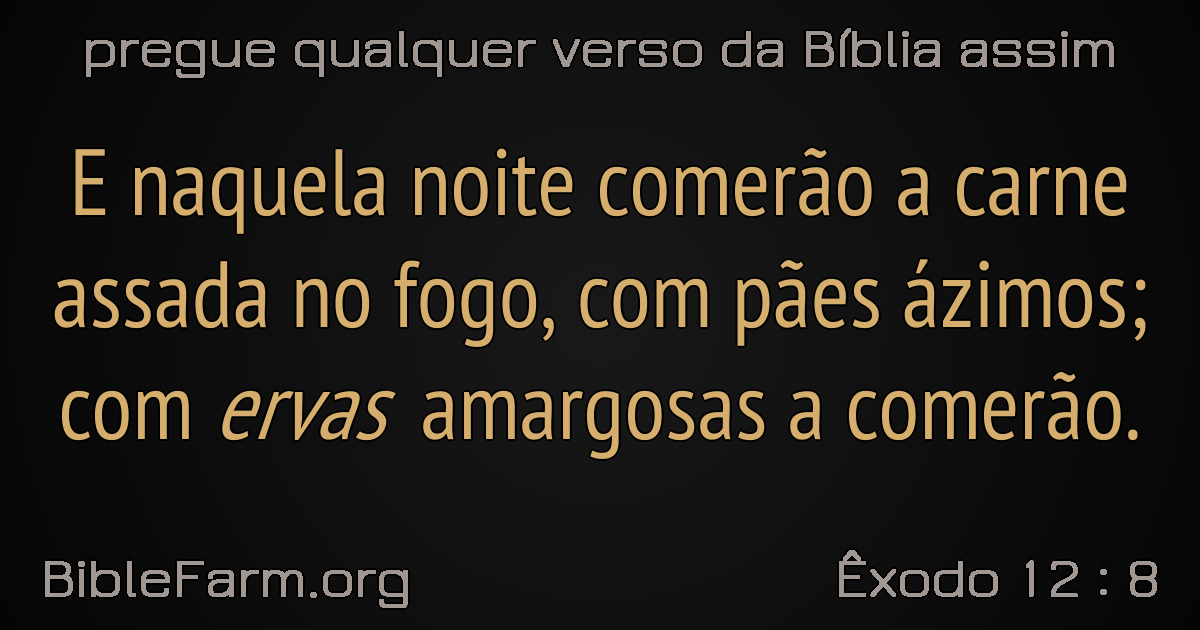 pregue qualquer verso da Bíblia assim
E naquela noite comerão a carne
assada no fogo, com pães ázimos;
com ervas amargosas a comerão.
BibleFarm.org
Êxodo 12 : 8